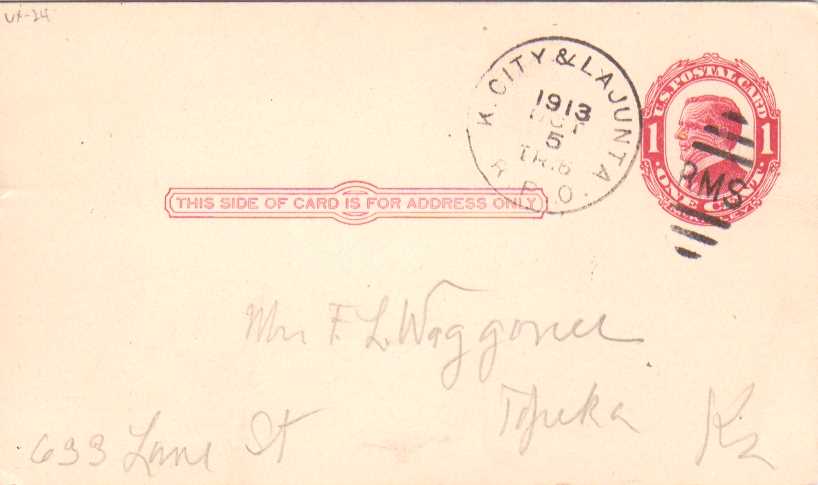 UX-24
K. CITY & LAJUNTA
1913
OCT
5
TR.6
R.P.O.
U.S. POSTAL CARD
1 1
ONE CENT
RMS
THIS SIDE OF CARD IS FOR ADDRESS ONLY
Mrs F. L. Waggoner
Topeka Ks
633 Lane St